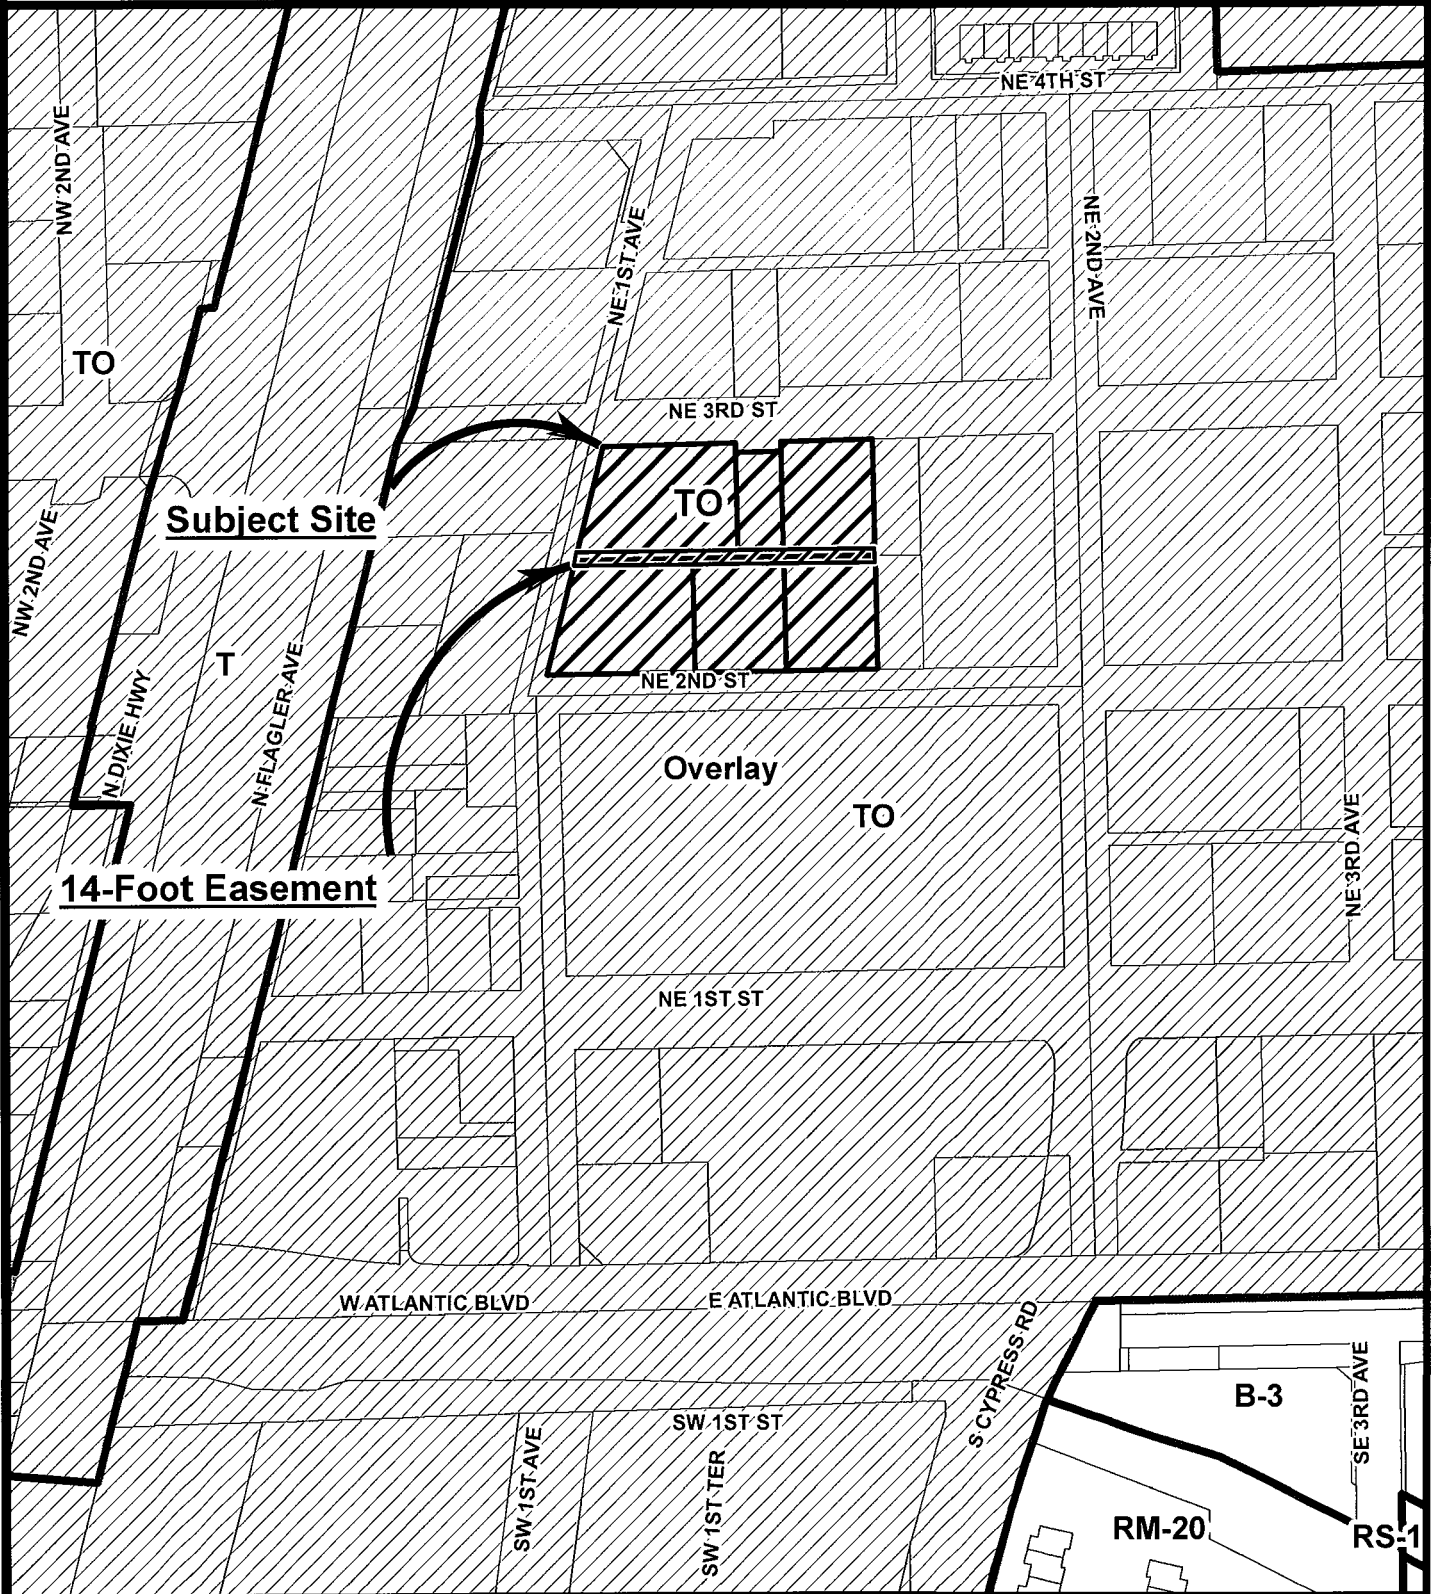 NE 4TH ST
NW 2ND AVE
NE 1ST AVE
NE 2ND AVE
TO
NE 3RD ST
Subject Site
TO
NW 2ND AVE
T
N DIXIE HWY
N FLAGLER AVE
NE 2ND ST
Overlay
TO
NE 3RD AVE
14-Foot Easement
NE 1ST ST
W ATLANTIC BLVD
E ATLANTIC BLVD
S CYPRESS RD
B-3
SE 3RD AVE
SW 1ST ST
SW 1ST AVE
SW 1ST TER
RM-20
RS-1